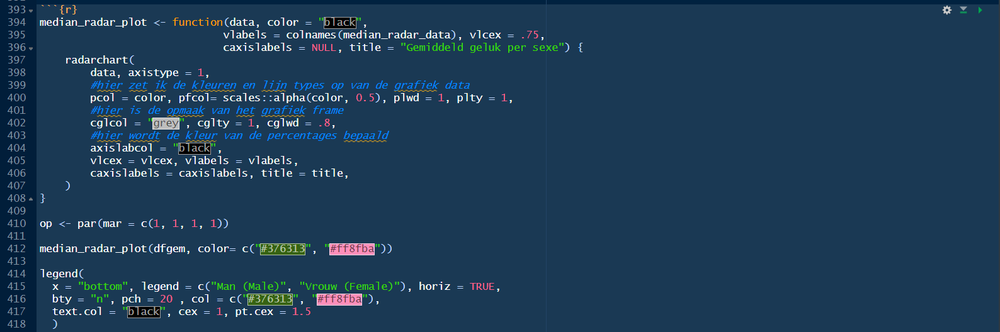 393 ```{r}
394 median_radar_plot <- function(data, color = "black",
395                              vlabels = colnames(median_radar_data), vlcex = .75,
396                              caxislabels = NULL, title = "Gemiddeld geluk per sexe") {
397     radarchart(
398         data, axistype = 1,
399         #hier zet ik de kleuren en lijn types op van de grafiek data
400         pcol = color, pfcol= scales::alpha(color, 0.5), plwd = 1, plty = 1,
401         #hier is de opmaak van het grafiek frame
402         cglcol = "grey", cglty = 1, cglwd = .8,
403         #hier wordt de kleur van de percentages bepaald
404         axislabcol = "black",
405         vlcex = vlcex, vlabels = vlabels,
406         caxislabels = caxislabels, title = title,
407     )
408 }
409
410 op <- par(mar = c(1, 1, 1, 1))
411
412 median_radar_plot(dfgem, color= c("#376313", "#ff8fba"))
413
414 legend(
415   x = "bottom", legend = c("Man (Male)", "Vrouw (Female)"), horiz = TRUE,
416   bty = "n", pch = 20 , col = c("#376313", "#ff8fba"),
417   text.col = "black", cex = 1, pt.cex = 1.5
418   )